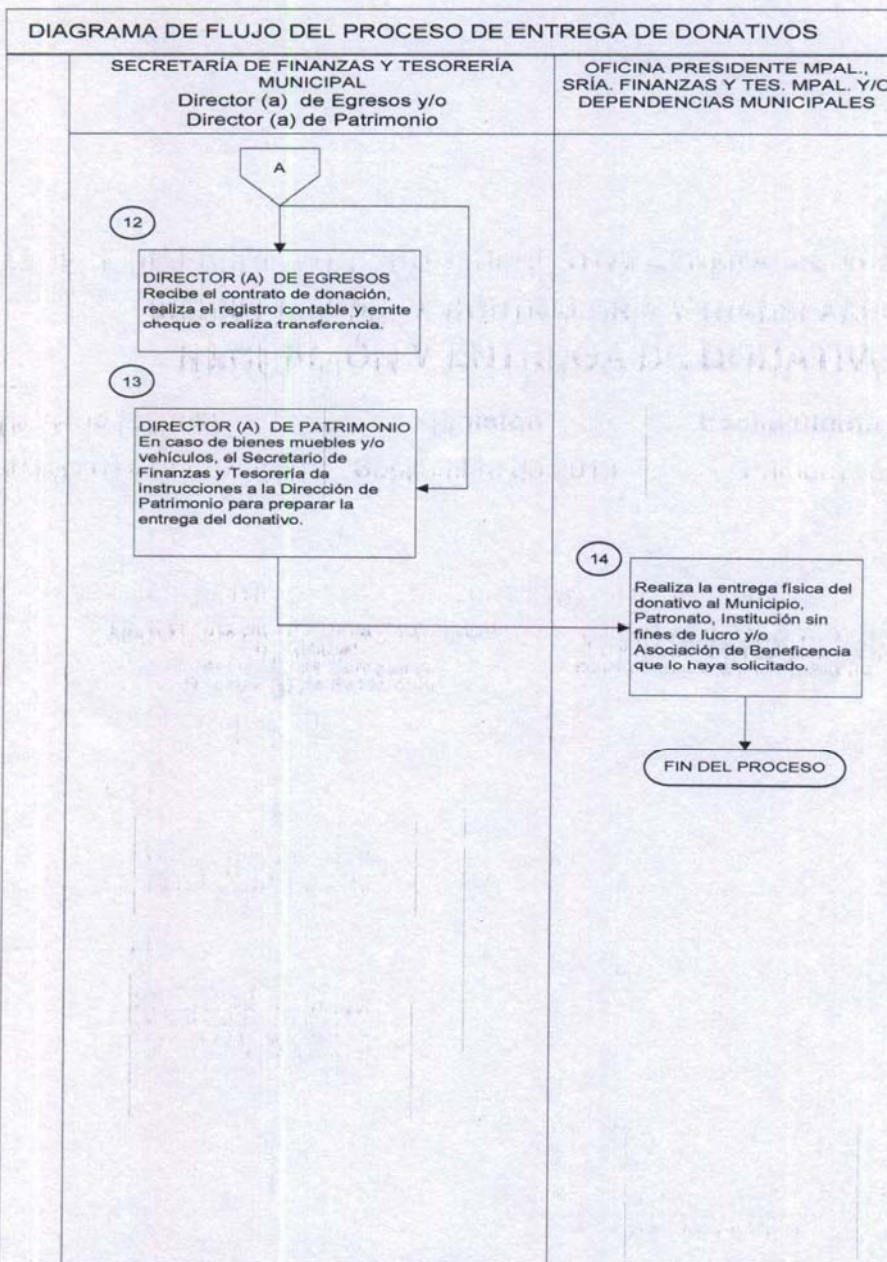 DIAGRAMA DE FLUJO DEL PROCESO DE ENTREGA DE DONATIVOS
SECRETARÍA DE FINANZAS Y TESORERÍA
MUNICIPAL
Director (a) de Egresos y/o
Director (a) de Patrimonio
OFICINA PRESIDENTE MPAL.,
SRÍA. FINANZAS Y TES. MPAL. Y/O
DEPENDENCIAS MUNICIPALES
A
12
DIRECTOR (A) DE EGRESOS
Recibe el contrato de donación,
realiza el registro contable y emite
cheque o realiza transferencia.
13
DIRECTOR (A) DE PATRIMONIO
En caso de bienes muebles y/o
vehículos, el Secretario de
Finanzas y Tesorería da
instrucciones a la Dirección de
Patrimonio para preparar la
entrega del donativo.
14
Realiza la entrega física del
donativo al Municipio,
Patronato, Institución sin
fines de lucro y/o
Asociación de Beneficencia
que lo haya solicitado.
FIN DEL PROCESO